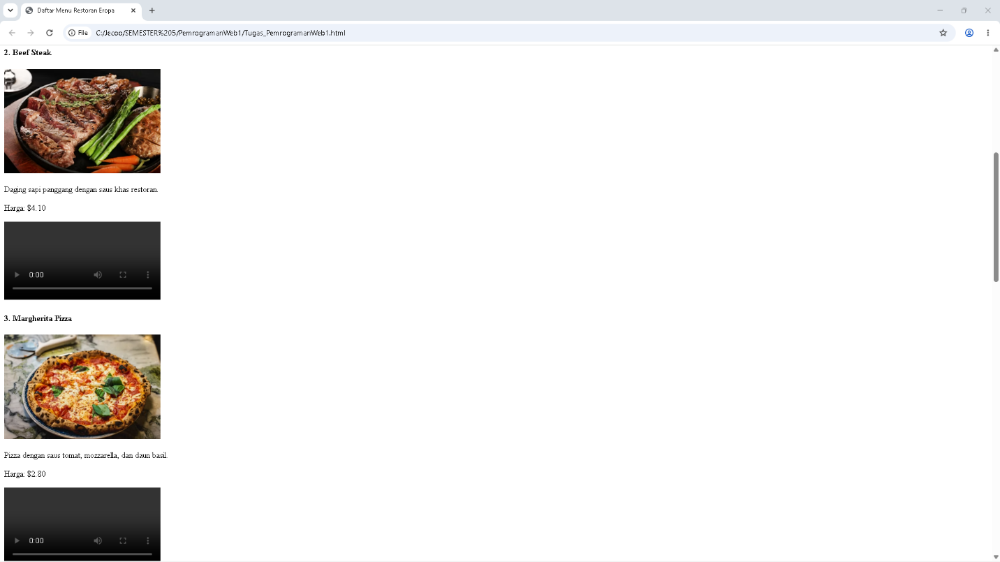 Daftar Menu Restoran Eropa
File
C:/Jecoo/SEMESTER%205/PemrogramanWeb1/Tugas_PemrogramanWeb1.html
2. Beef Steak
Daging sapi panggang dengan saus khas restoran.
Harga: $4.10
0:00
3. Margherita Pizza
Pizza dengan saus tomat, mozzarella, dan daun basil.
Harga: $2.80
0:00